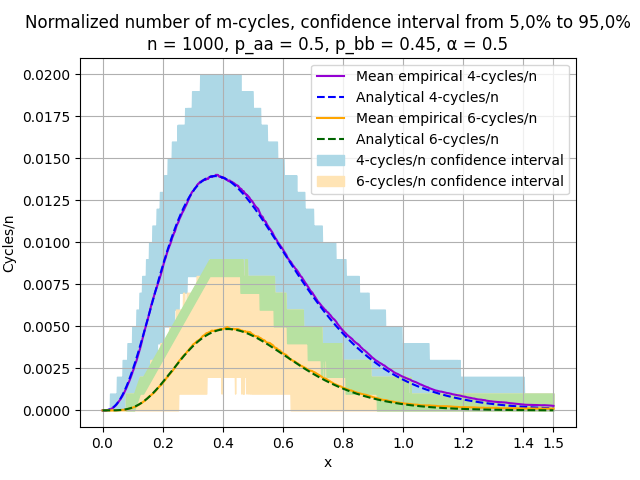 Normalized number of m-cycles, confidence interval from 5,0% to 95,0%
n = 1000, p_aa = 0.5, p_bb = 0.45, α = 0.5
Mean empirical 4-cycles/n
Analytical 4-cycles/n
Mean empirical 6-cycles/n
Analytical 6-cycles/n
4-cycles/n confidence interval
6-cycles/n confidence interval
Cycles/n
0.0200
0.0175
0.0150
0.0125
0.0100
0.0075
0.0050
0.0025
0.0000
0.0 0.2 0.4 0.6 0.8 1.0 1.2 1.4 1.5
x